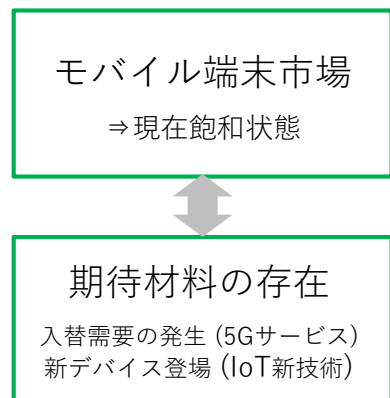 モバイル端末市場
⇒現在飽和状態
期待材料の存在
入替需要の発生 (5Gサービス)
新デバイス登場 (IoT新技術)